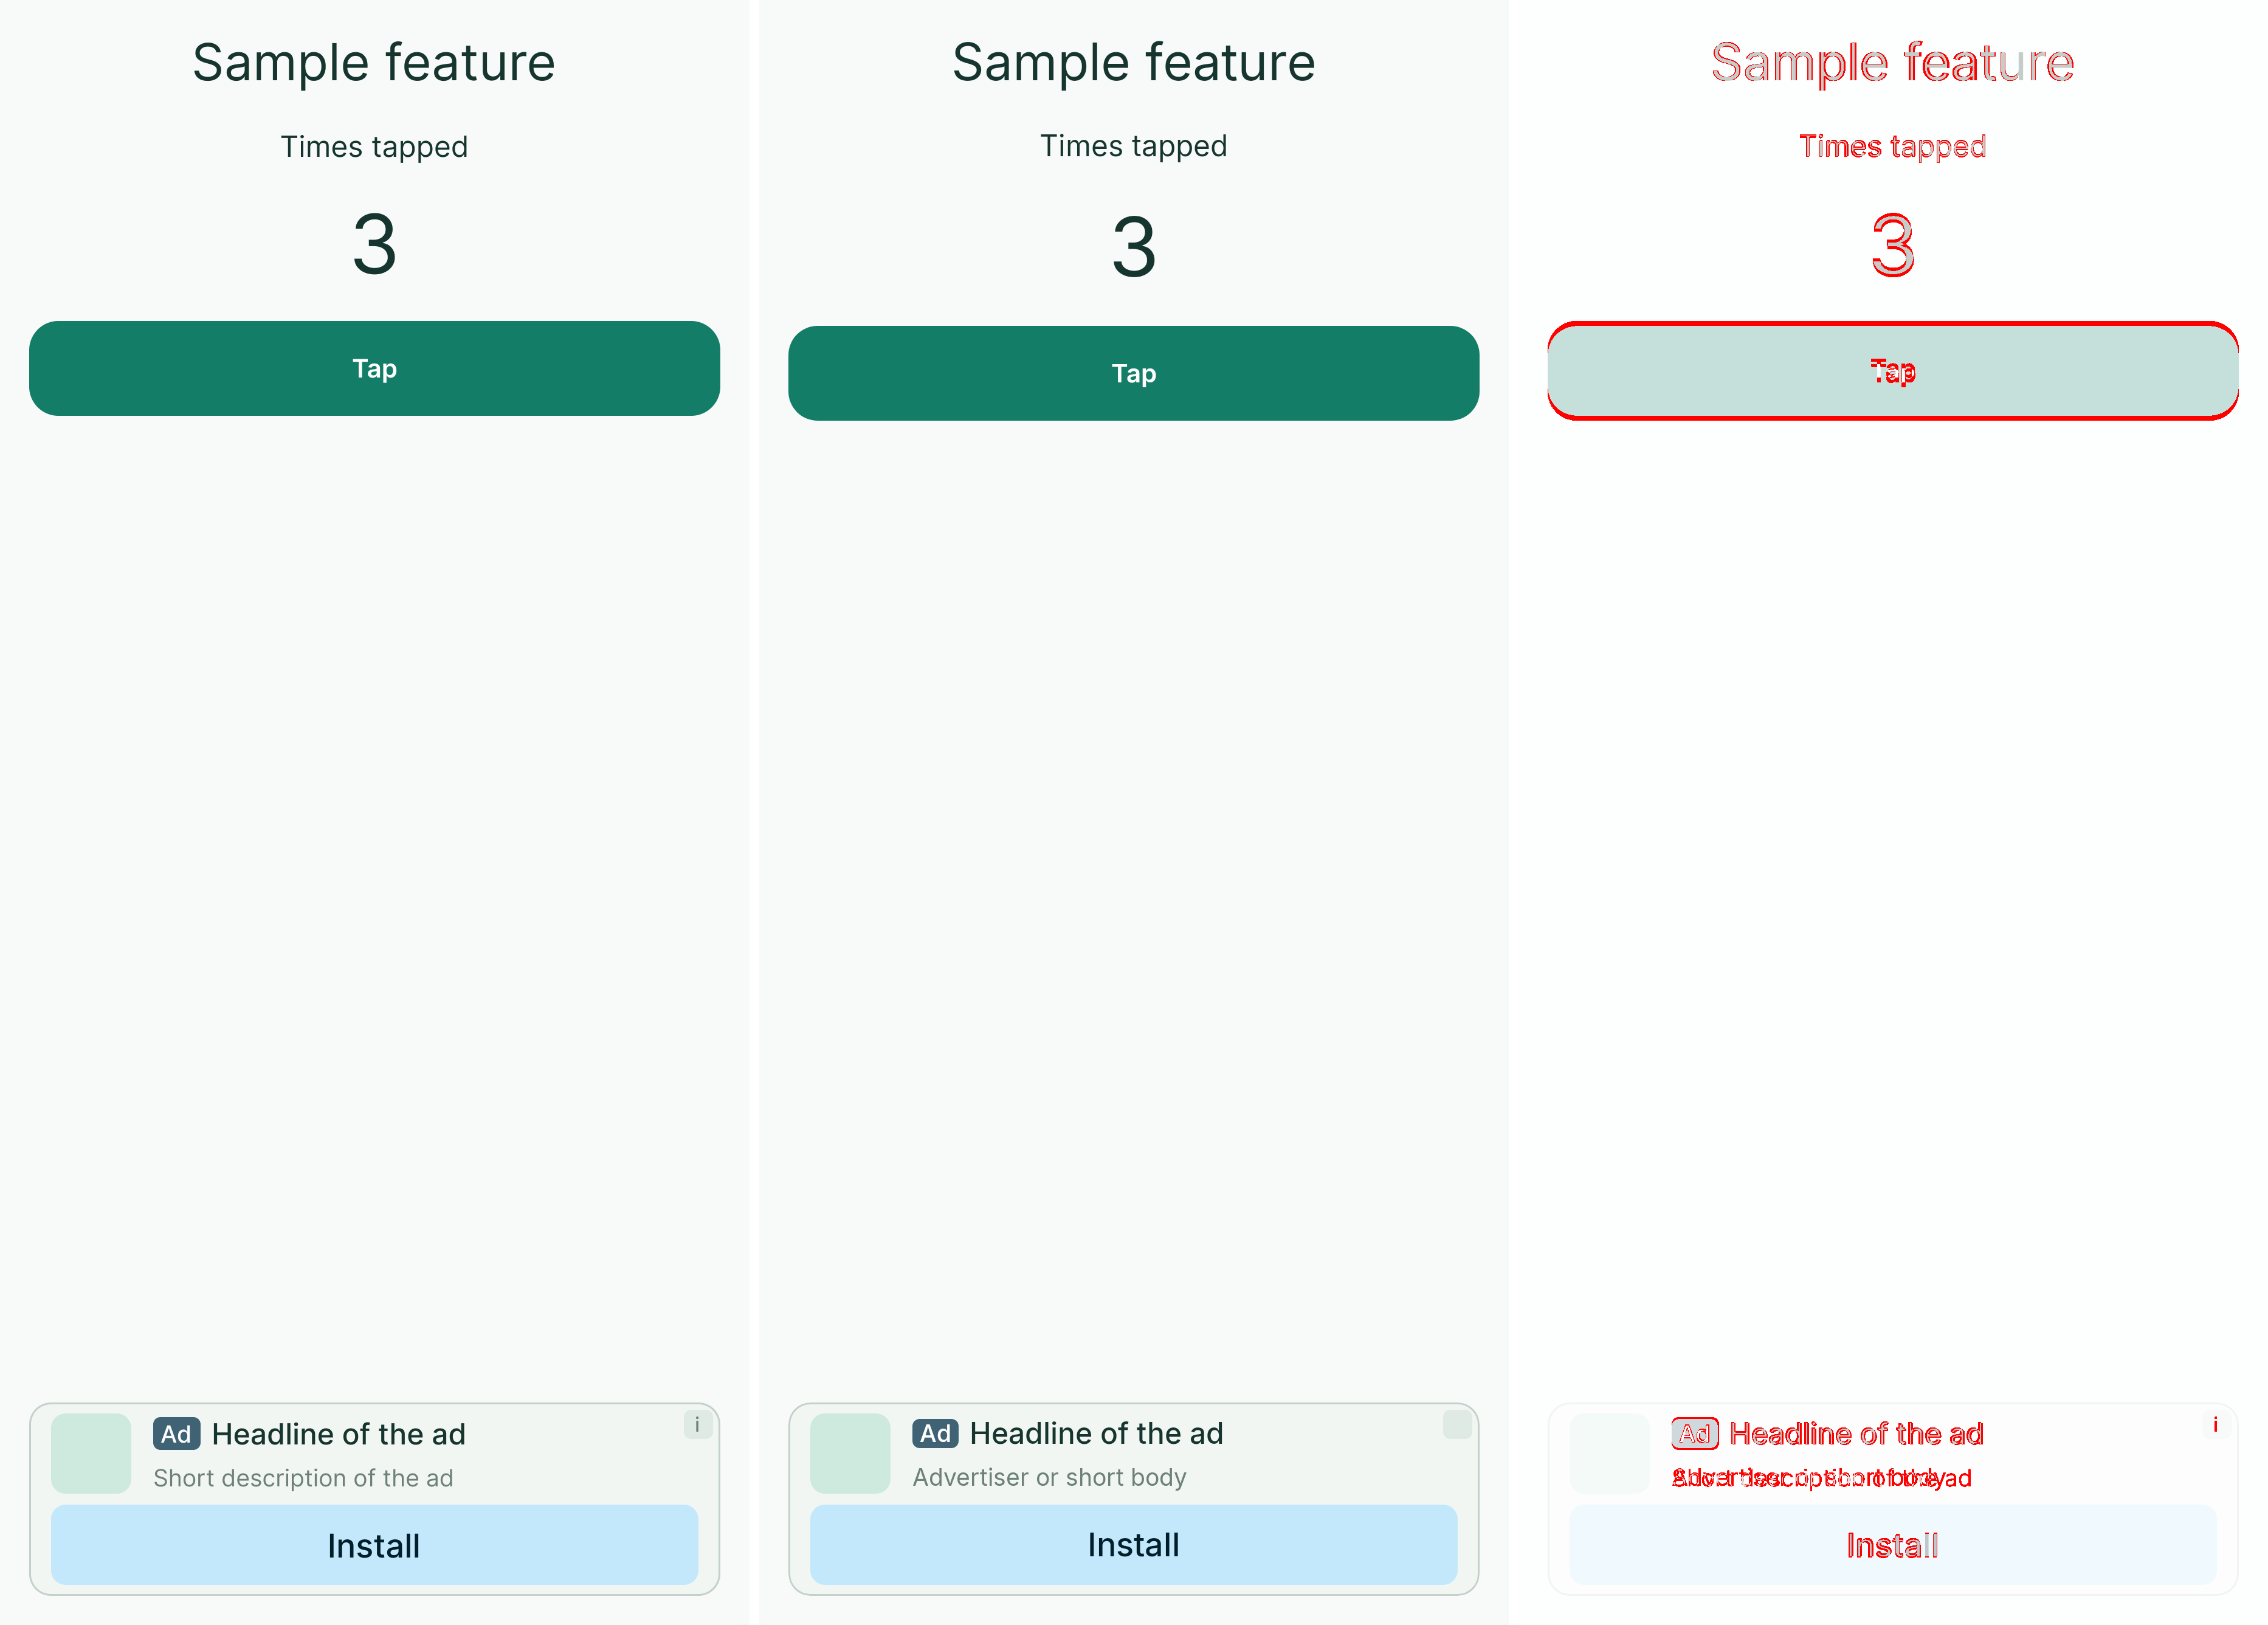 Sample feature
Times tapped
3
Tap
Ad Headline of the ad i
Short description of the ad
Install
Sample feature
Times tapped
3
Tap
Ad Headline of the ad
Advertiser or short body
Install
Sample feature
Times tapped
3
Tap
Ad Headline of the ad i
Install